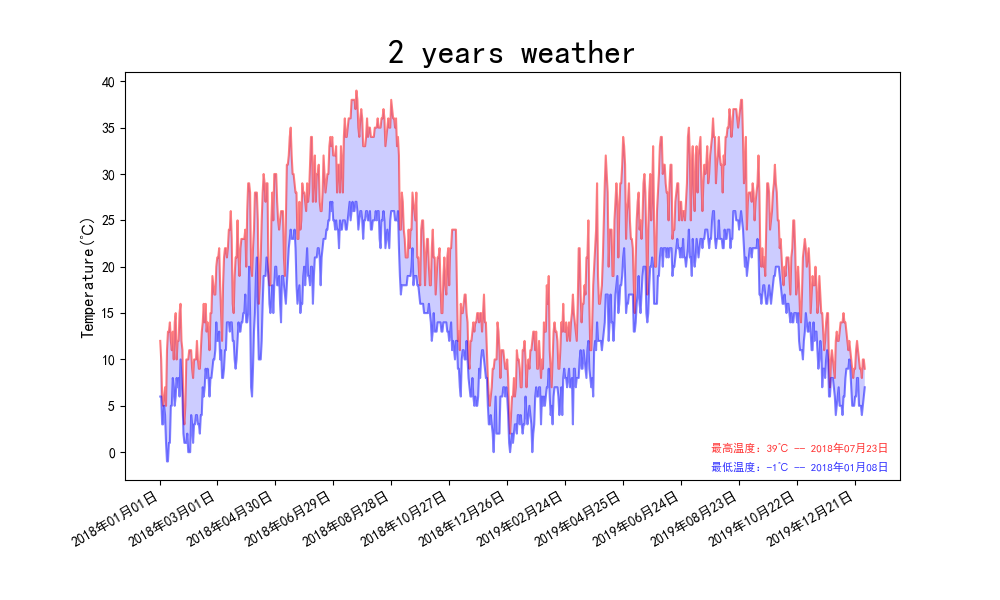 2 years weather
Temperature(℃)
40
35
30
25
20
15
10
5
0
最高温度：39℃ -- 2018年07月23日
最低温度：-1℃ -- 2018年01月08日
2018年01月01日
2018年03月01日
2018年04月30日
2018年06月29日
2018年08月28日
2018年10月27日
2018年12月26日
2019年02月24日
2019年04月25日
2019年06月24日
2019年08月23日
2019年10月22日
2019年12月21日